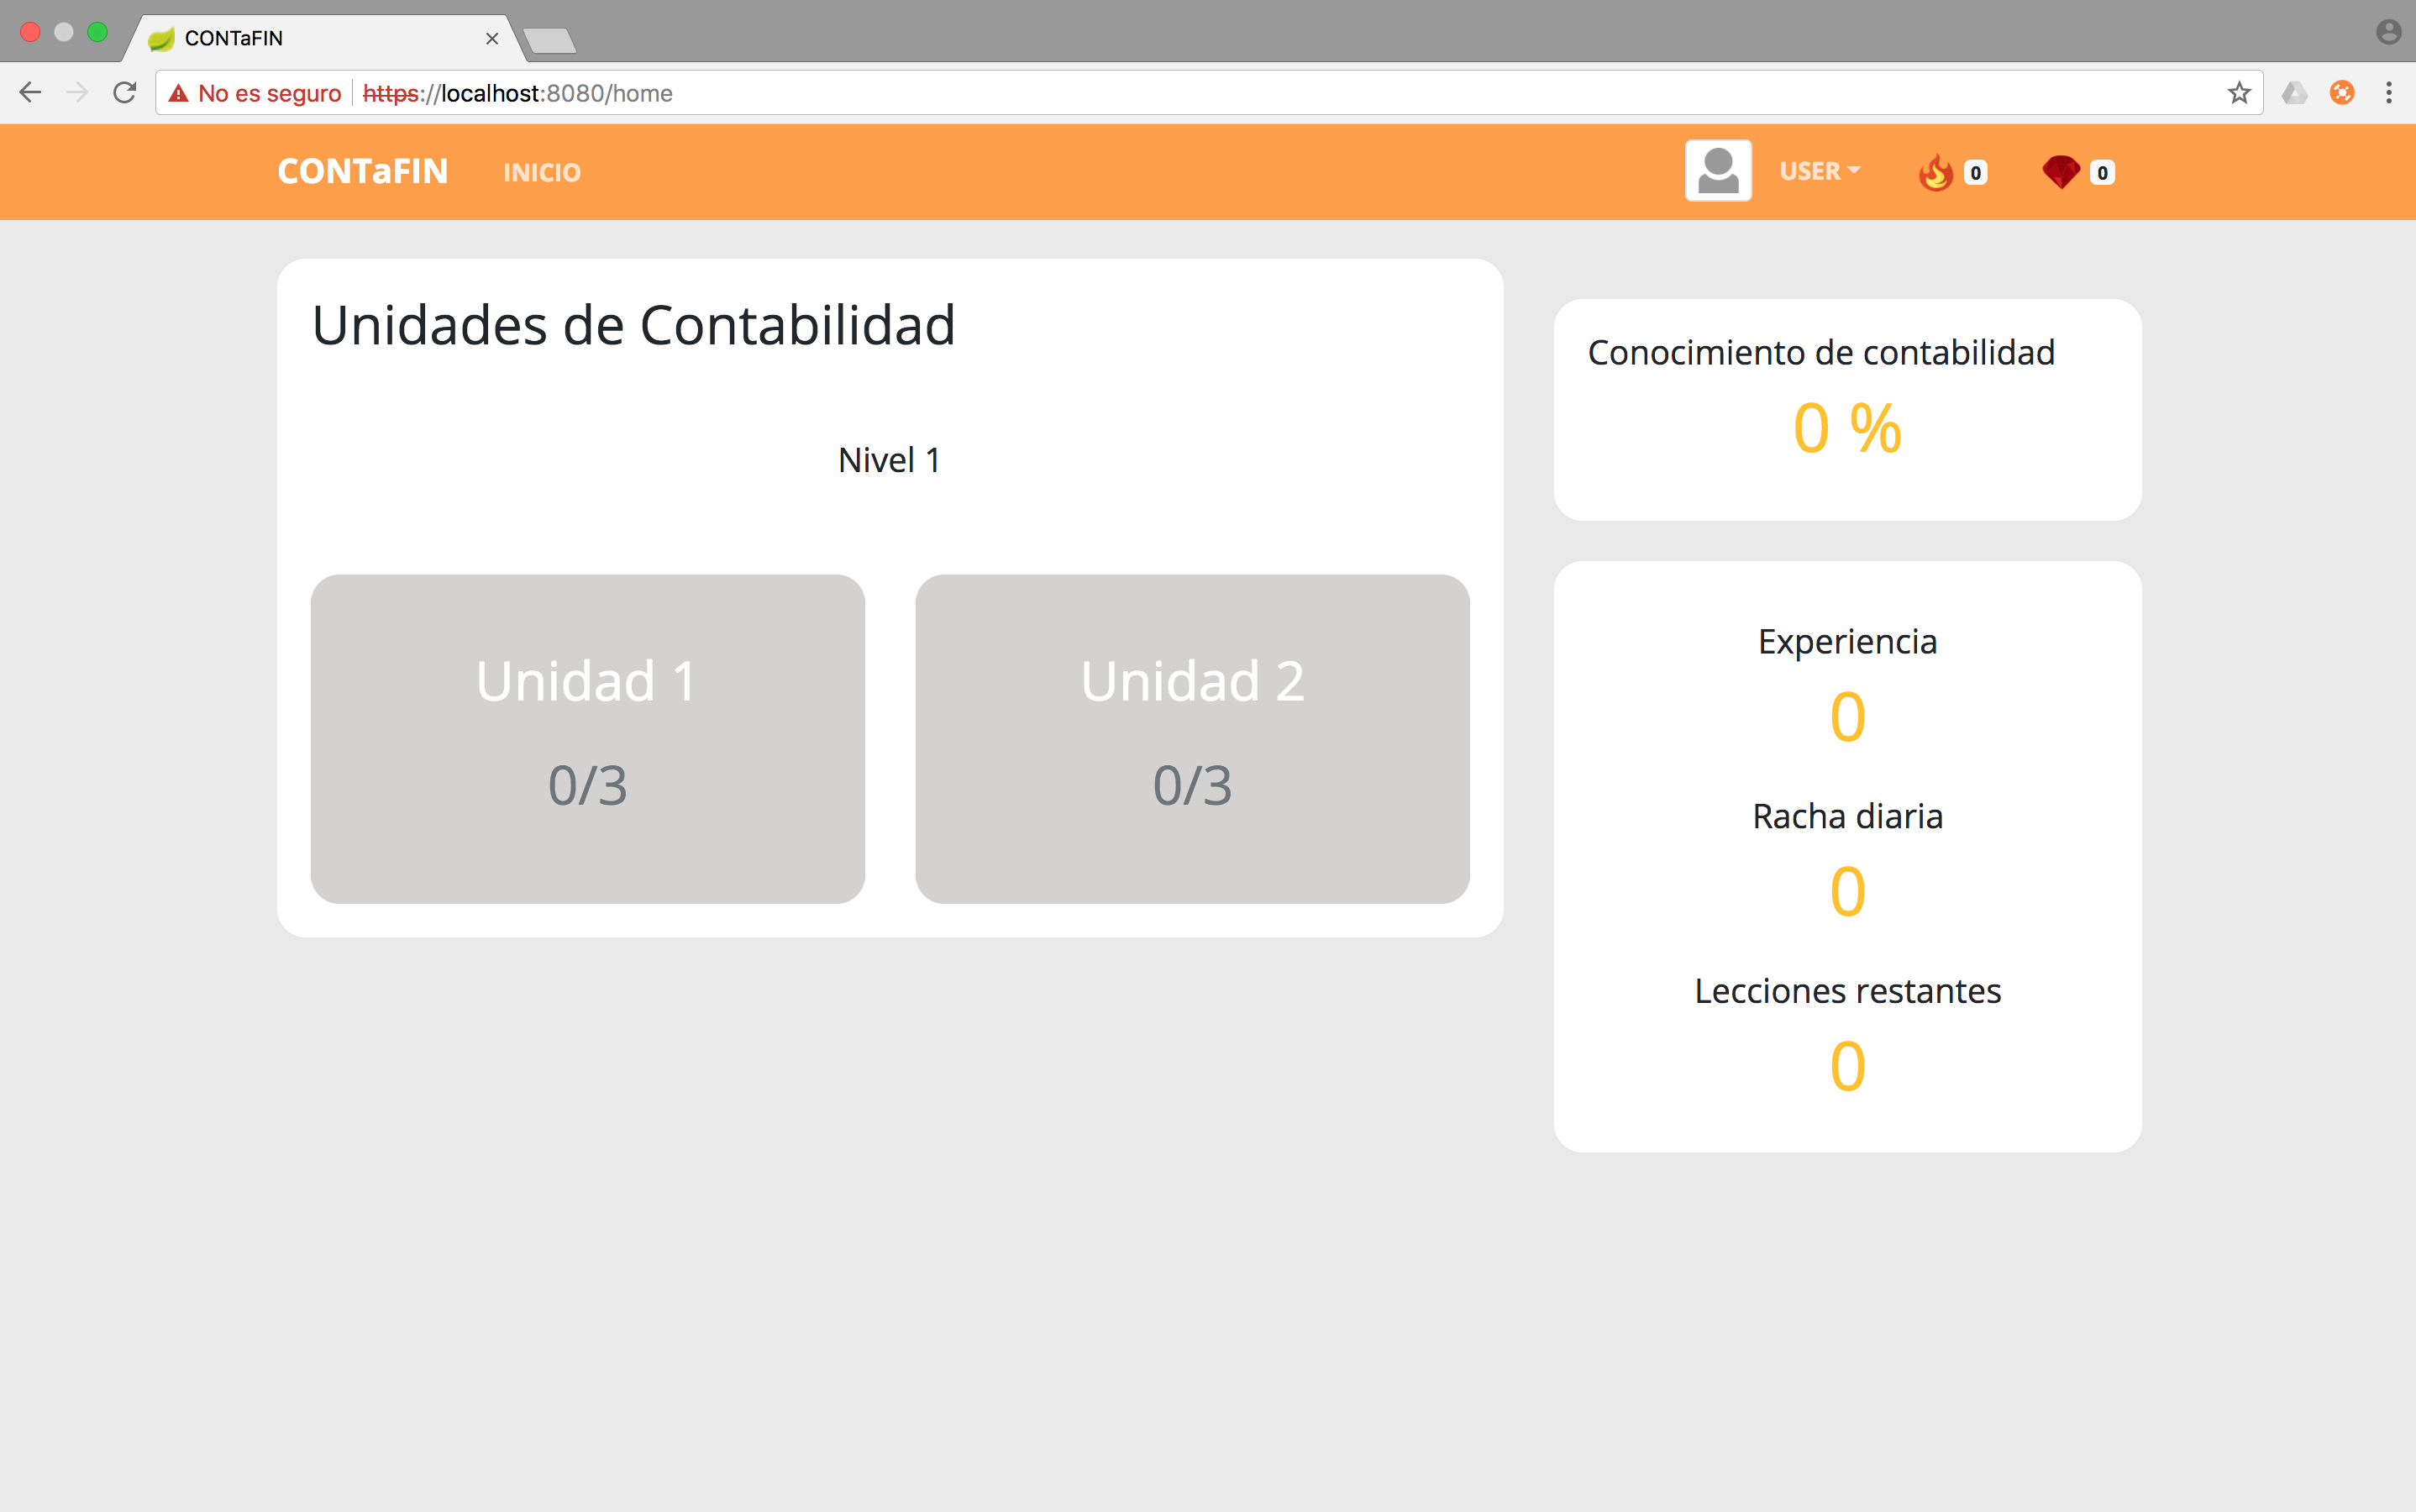 CONTaFIN
No es seguro https://localhost:8080/home
CONTaFIN INICIO USER 0 0
Unidades de Contabilidad
Nivel 1
Unidad 1
0/3
Unidad 2
0/3
Conocimiento de contabilidad
0 %
Experiencia
0
Racha diaria
0
Lecciones restantes
0